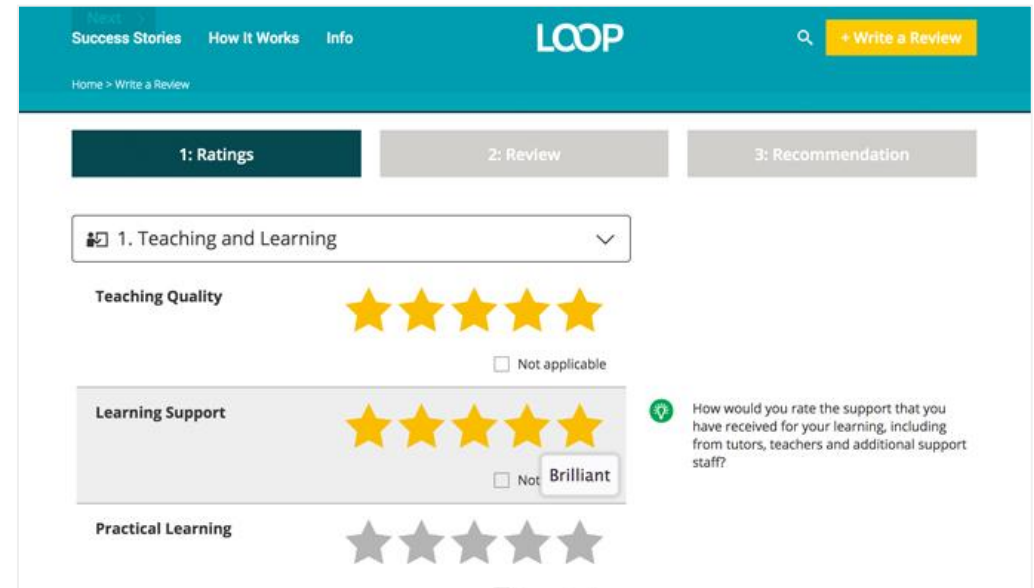 Next >
Success Stories How It Works Info LOOP + Write a Review
Home > Write a Review
1: Ratings 2: Review 3: Recommendation
1. Teaching and Learning
Teaching Quality
Not applicable
Learning Support
How would you rate the support that you
have received for your learning, including
from tutors, teachers and additional support
staff?
Not
Brilliant
Practical Learning